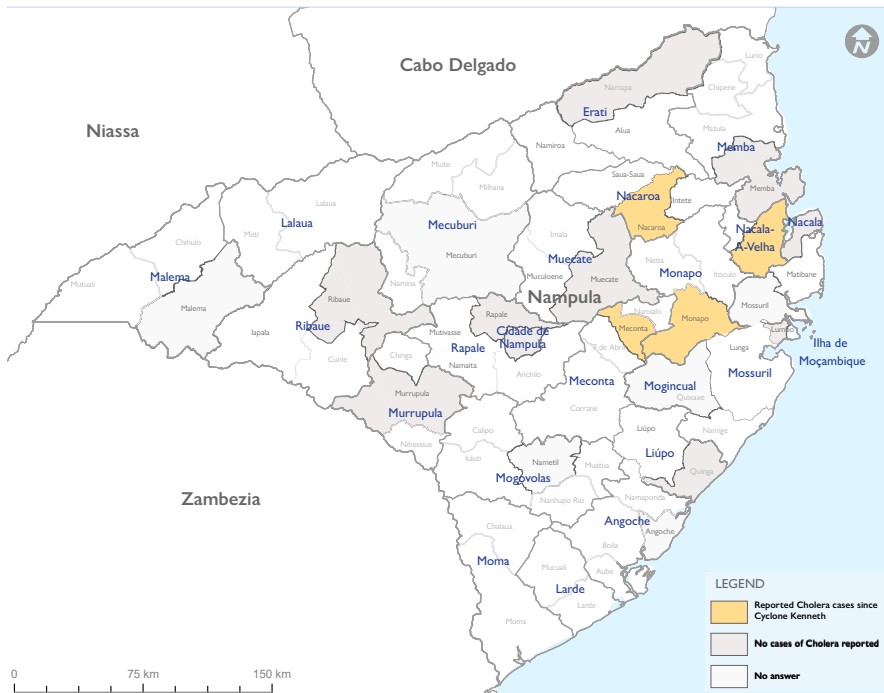 Cabo Delgado
Niassa
Nampula
Zambezia
N
Lurio
Chipene
Namapa
Erati
Alua
Mazula
Memba
Namiroa
Muite
Milhana
Saua-Saua
Nacaroa
Intete
Nacaroa
Memba
Nacala-
A-Velha
Nacala
Lalaua
Lalaua
Meti
Chihulo
Malema
Mutuali
Malema
Mecuburi
Mecuburi
Imala
Muecate
Muculoene
Muecate
Netia
Monapo
Itoculo
Matibane
Namina
Ribaue
Ribaue
Iapala
Cunle
Rapale
Mutivasse
Cidade de
Nampula
Rapale
Namaita
Chinga
Anchilo
Namialo
Meconta
7 de Abril
Monapo
Mossuril
Lumbo
Ilha de
Moçambique
Lunga
Mossuril
Meconta
Corrane
Mogincual
Quixaxe
Murrupula
Murrupula
Nihessiue
Calipo
Iuluti
Liúpo
Liúpo
Namige
Quinga
Nametil
Mogovolas
Muatua
Nanhupo Rio
Namaponda
Angoche
Angoche
Boila
Aube
Chalaua
Moma
Moma
Mucuali
Larde
Larde
LEGEND
Reported Cholera cases since
Cyclone Kenneth
No cases of Cholera reported
No answer
0 75 km 150 km